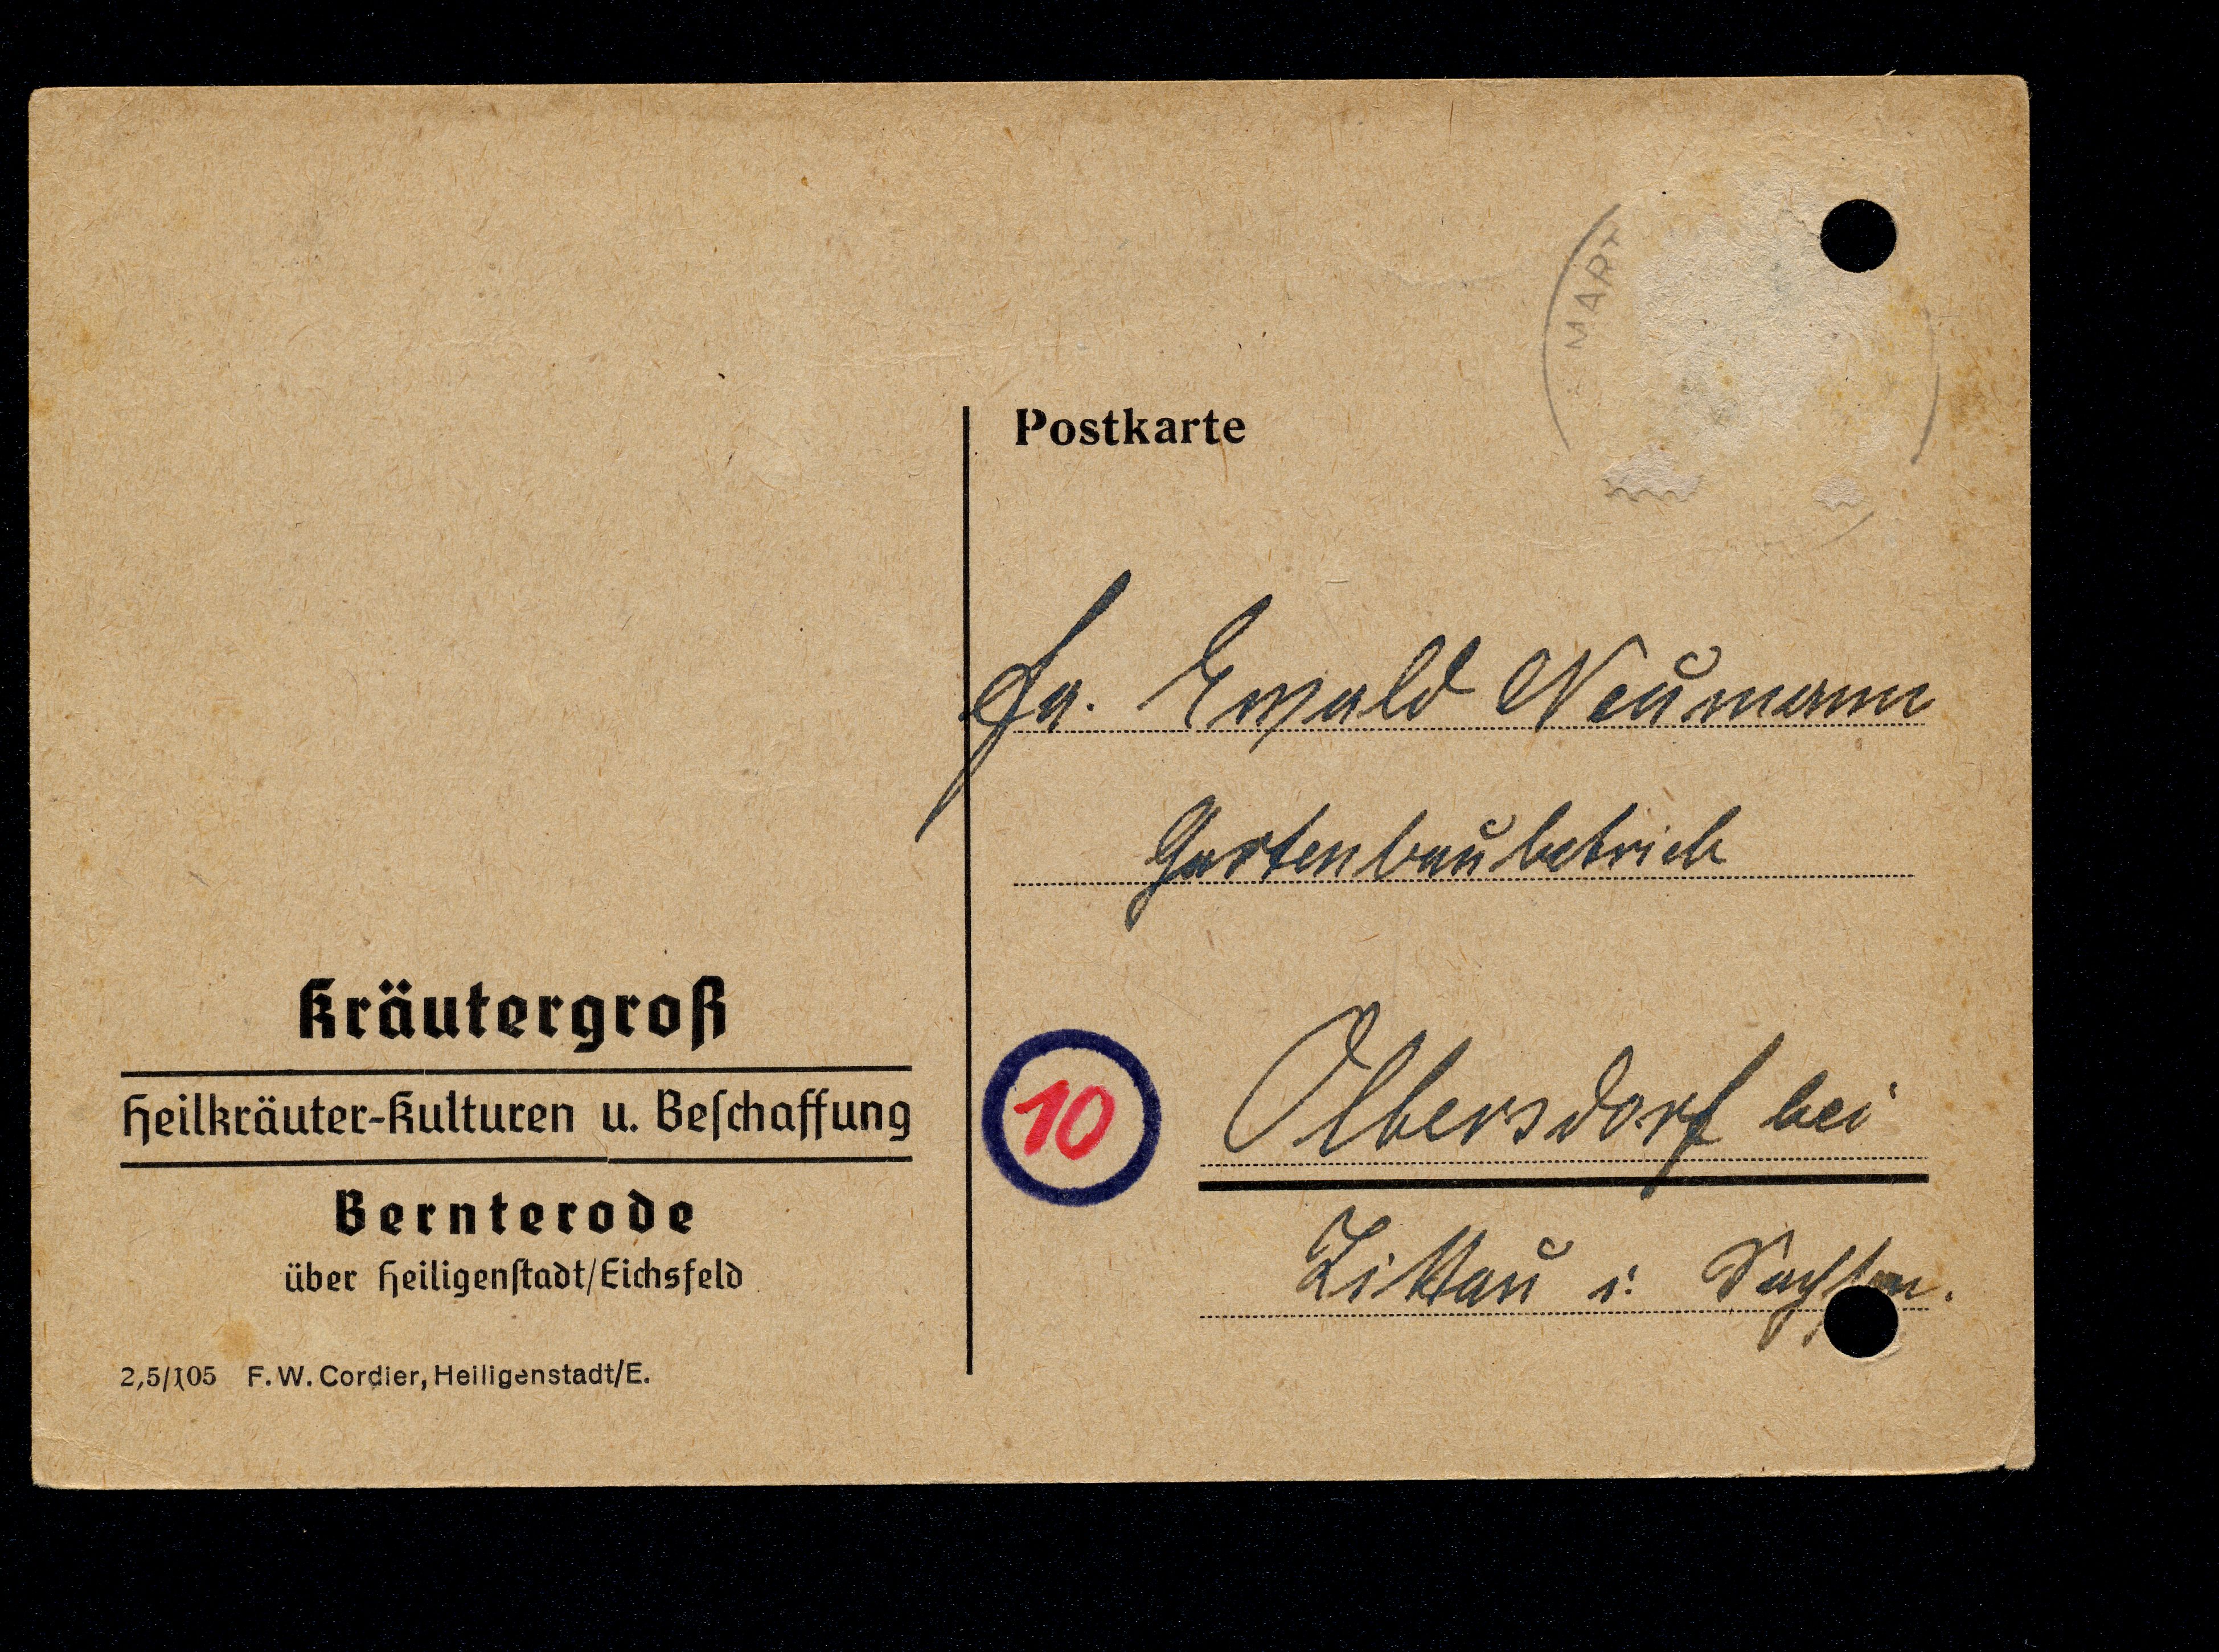 MART
Postkarte
Fa. Ewald Neumann
Gartenbaubetrieb
10
Olbersdorf bei
Zittau i. Sachsen.
Kräutergroß
Heilkräuter-Kulturen u. Beſchaffung
Bernterode
über Heiligenſtadt/Eichsfeld
2,5/105 F. W. Cordier, Heiligenstadt/E.